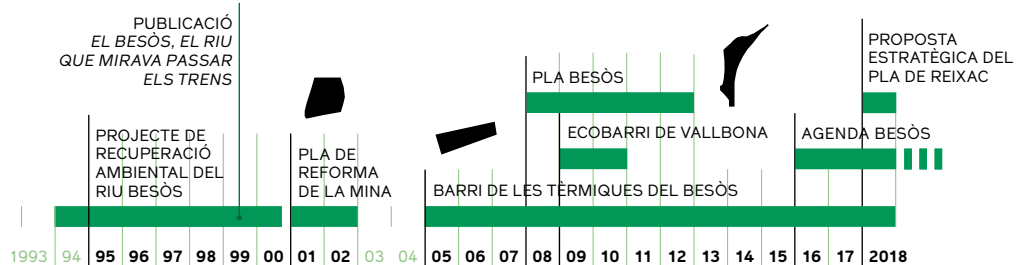 PUBLICACIÓ
EL BESÒS, EL RIU
QUE MIRAVA PASSAR
ELS TRENS
PROJECTE DE
RECUPERACIÓ
AMBIENTAL DEL
RIU BESÒS
PLA DE
REFORMA
DE LA MINA
BARRI DE LES TÈRMIQUES DEL BESÒS
PLA BESÒS
ECOBARRI DE VALLBONA
AGENDA BESÒS
PROPOSTA
ESTRATÈGICA DEL
PLA DE REIXAC
1993 94 95 96 97 98 99 00 01 02 03 04 05 06 07 08 09 10 11 12 13 14 15 16 17 2018